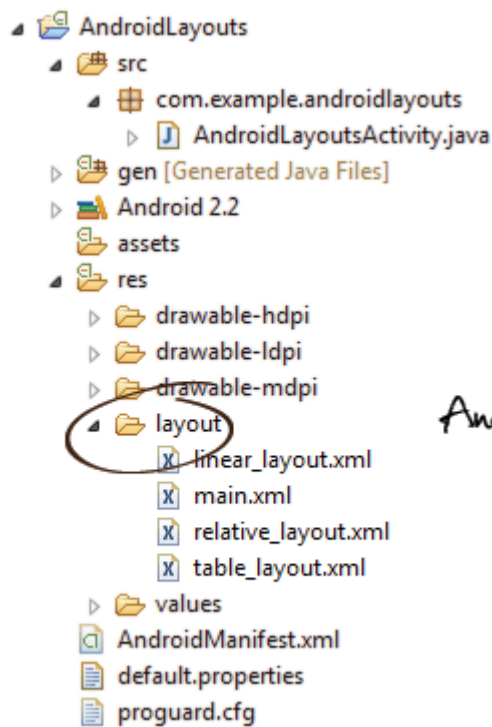 AndroidLayouts
src
com.example.androidlayouts
AndroidLayoutsActivity.java
gen [Generated Java Files]
Android 2.2
assets
res
drawable-hdpi
drawable-ldpi
drawable-mdpi
layout
linear_layout.xml
main.xml
relative_layout.xml
table_layout.xml
values
AndroidManifest.xml
default.properties
proguard.cfg